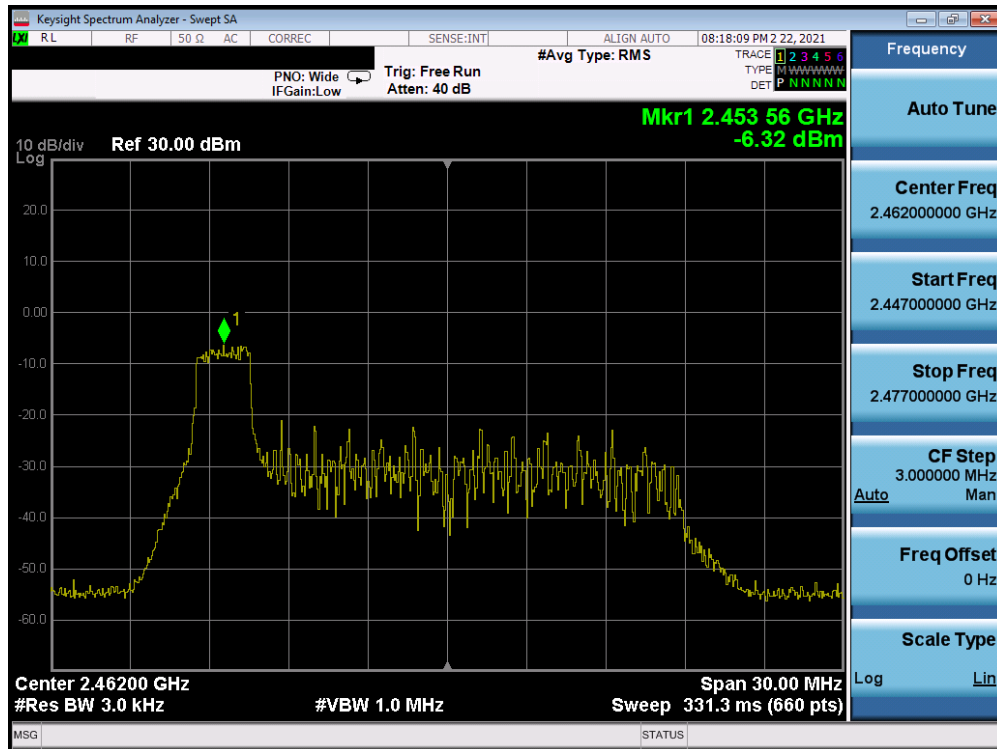 Keysight Spectrum Analyzer - Swept SA
LXI RL RF 50 Ω AC CORREC SENSE:INT ALIGN AUTO 08:18:09 PM 2 22, 2021
#Avg Type: RMS TRACE 1 2 3 4 5 6
PNO: Wide Trig: Free Run TYPE M W W W W W
IFGain:Low Atten: 40 dB DET P N N N N N
Mkr1 2.453 56 GHz
-6.32 dBm
10 dB/div Ref 30.00 dBm
Log
20.0
10.0
0.00
1
-10.0
-20.0
-30.0
-40.0
-50.0
-60.0
Center 2.46200 GHz Span 30.00 MHz
#Res BW 3.0 kHz #VBW 1.0 MHz Sweep 331.3 ms (660 pts)
MSG STATUS
Frequency
Auto Tune
Center Freq
2.462000000 GHz
Start Freq
2.447000000 GHz
Stop Freq
2.477000000 GHz
CF Step
3.000000 MHz
Auto Man
Freq Offset
0 Hz
Scale Type
Log Lin